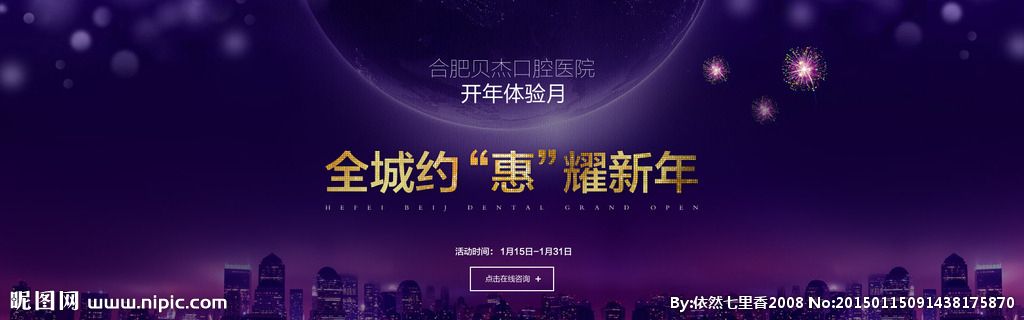 合肥贝杰口腔医院
开年体验月
全城约“惠”耀新年
HEFEI BEIJ DENTAL GRAND OPEN
活动时间： 1月15日-1月31日
点击在线咨询 +
昵图网 www.nipic.com
By:依然七里香2008 No:20150115091438175870